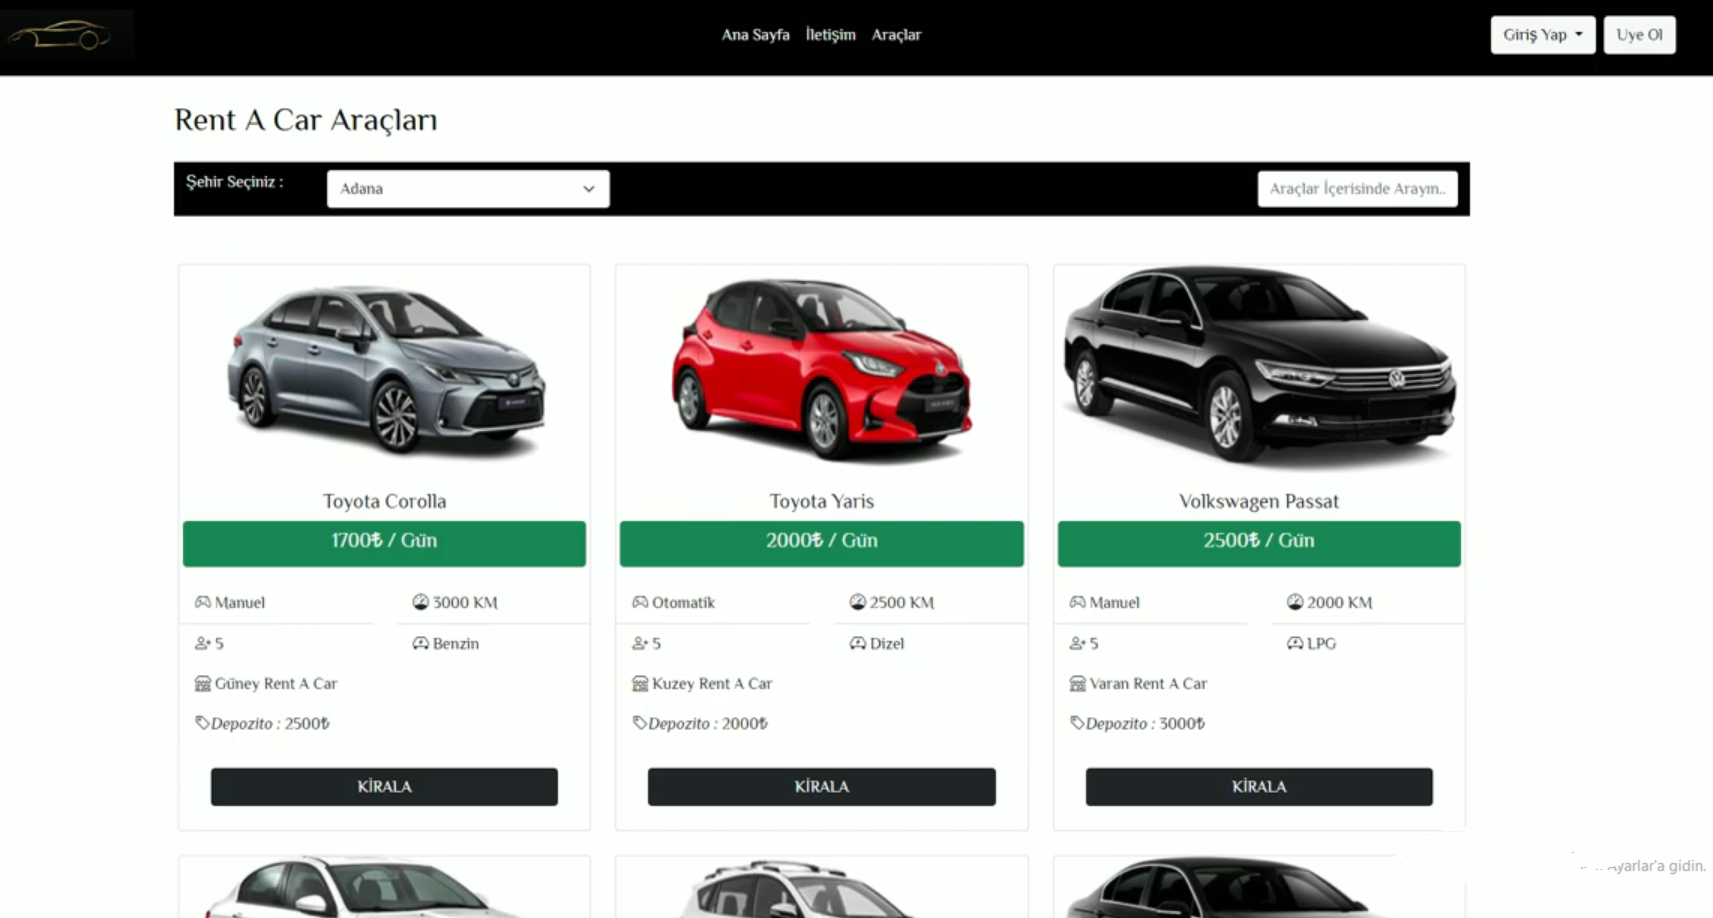 Ana Sayfa İletişim Araçlar
Giriş Yap
Uye Ol
Rent A Car Araçları
Şehir Seçiniz :
Adana
Araçlar İçerisinde Arayın..
Toyota Corolla
1700₺ / Gün
Manuel
3000 KM
5
Benzin
Güney Rent A Car
Depozito : 2500₺
KİRALA
Toyota Yaris
2000₺ / Gün
Otomatik
2500 KM
5
Dizel
Kuzey Rent A Car
Depozito : 2000₺
KİRALA
Volkswagen Passat
2500₺ / Gün
Manuel
2000 KM
5
LPG
Varan Rent A Car
Depozito : 3000₺
KİRALA
Ayarlar'a gidin.